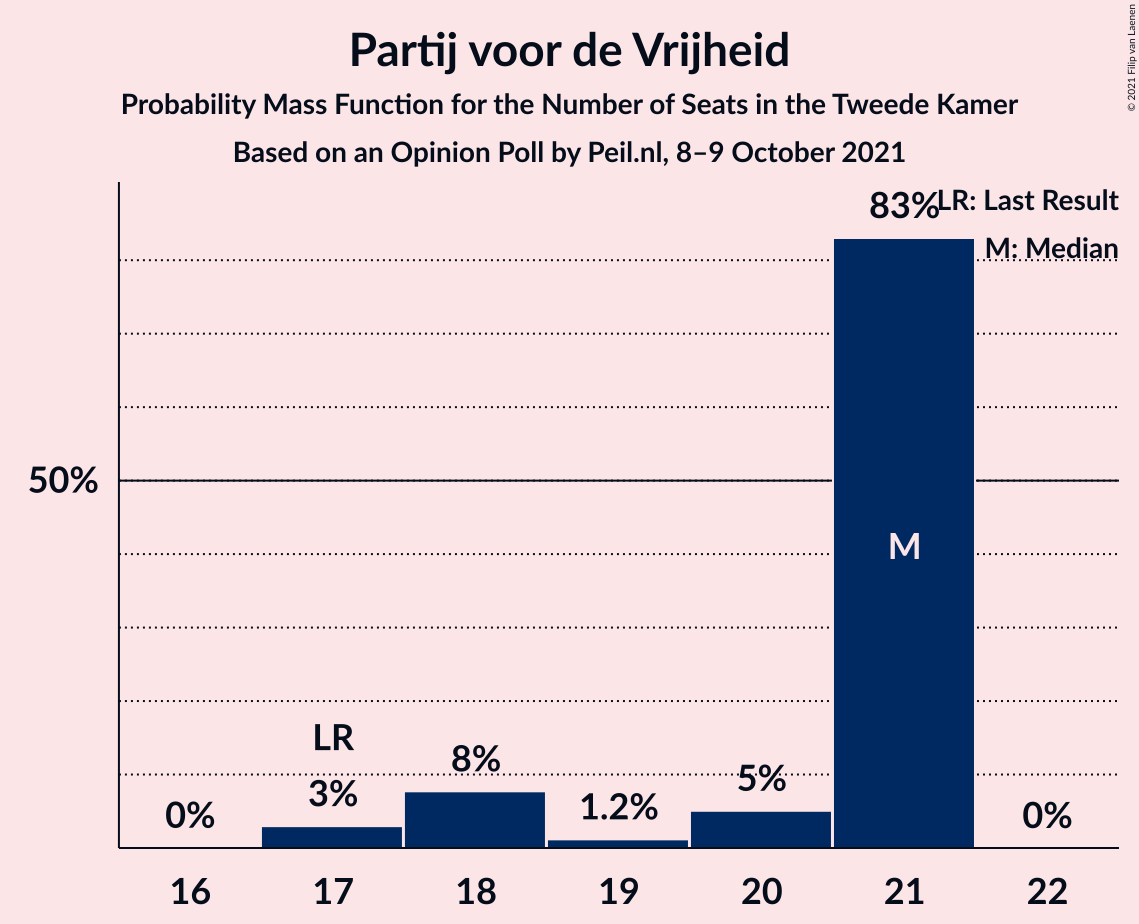 Partij voor de Vrijheid
Probability Mass Function for the Number of Seats in the Tweede Kamer
Based on an Opinion Poll by Peil.nl, 8–9 October 2021
© 2021 Filip van Laenen
LR: Last Result
M: Median
83%
50%
M
LR
0%
3%
8%
1.2%
5%
0%
16
17
18
19
20
21
22